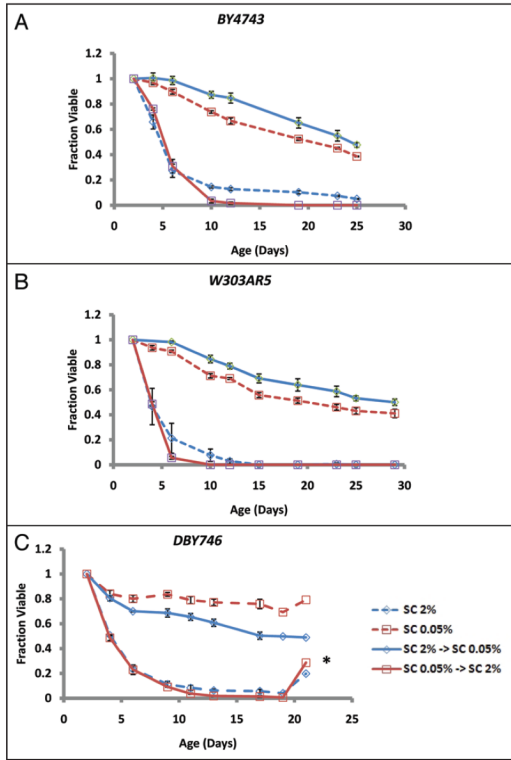 A
BY4743
Fraction Viable
1.2
1
0.8
0.6
0.4
0.2
0
0 5 10 15 20 25 30
Age (Days)
B
W303AR5
Fraction Viable
1.2
1
0.8
0.6
0.4
0.2
0
0 5 10 15 20 25 30
Age (Days)
C
DBY746
Fraction Viable
1.2
1
0.8
0.6
0.4
0.2
0
0 5 10 15 20 25
Age (Days)
*
SC 2%
SC 0.05%
SC 2% -> SC 0.05%
SC 0.05% -> SC 2%